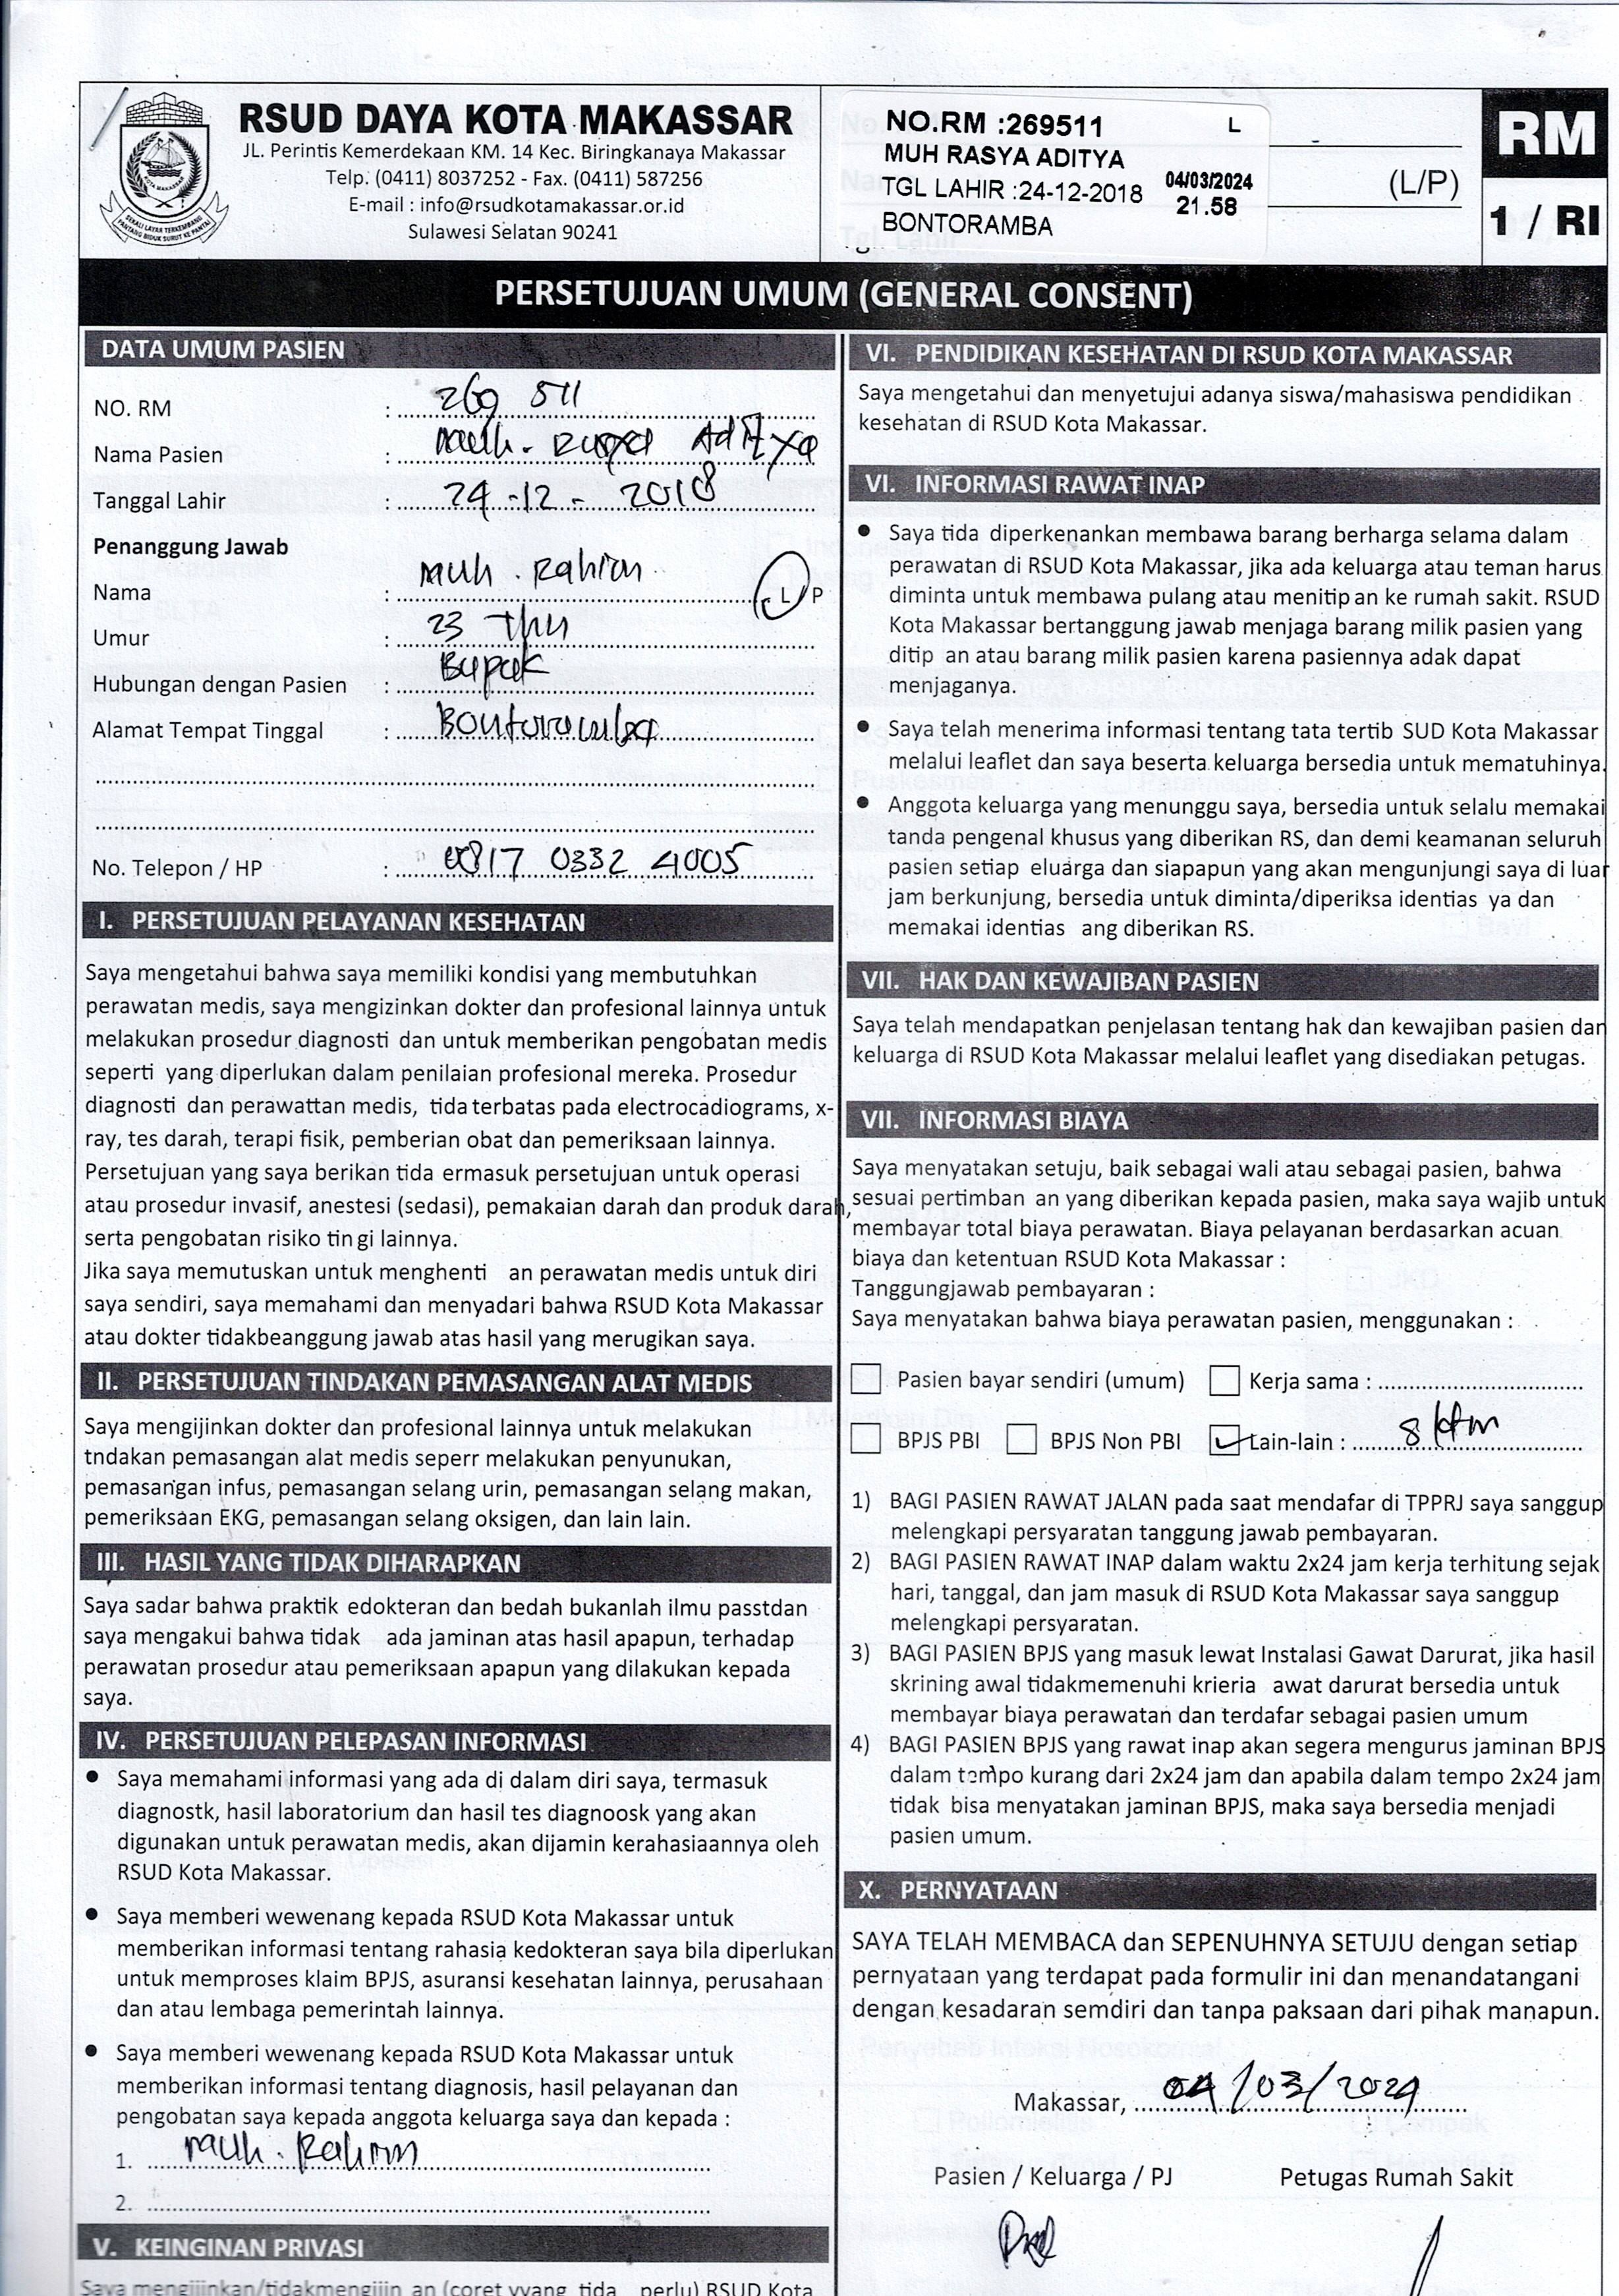 RSUD DAYA KOTA MAKASSAR
JL. Perintis Kemerdekaan KM. 14 Kec. Biringkanaya Makassar
Telp. (0411) 8037252 - Fax. (0411) 587256
E-mail : info@rsudkotamakassar.or.id
Sulawesi Selatan 90241
NO.RM :269511 L
MUH RASYA ADITYA
TGL LAHIR :24-12-2018 04/03/2024
21.58
BONTORAMBA
(L/P)
RM
1 / RI
PERSETUJUAN UMUM (GENERAL CONSENT)
DATA UMUM PASIEN
NO. RM : 269 511
Nama Pasien : Muh. Aditya
Tanggal Lahir : 24-12-2018
Penanggung Jawab
Nama : Muh. Rahim L/P
Umur : 23 thn
Hubungan dengan Pasien : Bapak
Alamat Tempat Tinggal : Bontoramba
No. Telepon / HP : 0817 0332 4005
I. PERSETUJUAN PELAYANAN KESEHATAN
Saya mengetahui bahwa saya memiliki kondisi yang membutuhkan
perawatan medis, saya mengizinkan dokter dan profesional lainnya untuk
melakukan prosedur diagnosti dan untuk memberikan pengobatan medis
seperti yang diperlukan dalam penilaian profesional mereka. Prosedur
diagnosti dan perawattan medis, tida terbatas pada electrocadiograms, x-
ray, tes darah, terapi fisik, pemberian obat dan pemeriksaan lainnya.
Persetujuan yang saya berikan tida ermasuk persetujuan untuk operasi
atau prosedur invasif, anestesi (sedasi), pemakaian darah dan produk darah,
serta pengobatan risiko tin gi lainnya.
Jika saya memutuskan untuk menghenti an perawatan medis untuk diri
saya sendiri, saya memahami dan menyadari bahwa RSUD Kota Makassar
atau dokter tidakbeanggung jawab atas hasil yang merugikan saya.
II. PERSETUJUAN TINDAKAN PEMASANGAN ALAT MEDIS
Saya mengijinkan dokter dan profesional lainnya untuk melakukan
tndakan pemasangan alat medis seperr melakukan penyunukan,
pemasangan infus, pemasangan selang urin, pemasangan selang makan,
pemeriksaan EKG, pemasangan selang oksigen, dan lain lain.
III. HASIL YANG TIDAK DIHARAPKAN
Saya sadar bahwa praktik edokteran dan bedah bukanlah ilmu passtdan
saya mengakui bahwa tidak ada jaminan atas hasil apapun, terhadap
perawatan prosedur atau pemeriksaan apapun yang dilakukan kepada
saya.
IV. PERSETUJUAN PELEPASAN INFORMASI
● Saya memahami informasi yang ada di dalam diri saya, termasuk
diagnostk, hasil laboratorium dan hasil tes diagnoosk yang akan
digunakan untuk perawatan medis, akan dijamin kerahasiaannya oleh
RSUD Kota Makassar.
● Saya memberi wewenang kepada RSUD Kota Makassar untuk
memberikan informasi tentang rahasia kedokteran saya bila diperlukan
untuk memproses klaim BPJS, asuransi kesehatan lainnya, perusahaan
dan atau lembaga pemerintah lainnya.
● Saya memberi wewenang kepada RSUD Kota Makassar untuk
memberikan informasi tentang diagnosis, hasil pelayanan dan
pengobatan saya kepada anggota keluarga saya dan kepada :
1. Muh. Rahim
2.
V. KEINGINAN PRIVASI
Saya mengijinkan/tidakmengijin an (coret yyang tida perlu) RSUD Kota
VI. PENDIDIKAN KESEHATAN DI RSUD KOTA MAKASSAR
Saya mengetahui dan menyetujui adanya siswa/mahasiswa pendidikan
kesehatan di RSUD Kota Makassar.
VI. INFORMASI RAWAT INAP
● Saya tida diperkenankan membawa barang berharga selama dalam
perawatan di RSUD Kota Makassar, jika ada keluarga atau teman harus
diminta untuk membawa pulang atau menitip an ke rumah sakit. RSUD
Kota Makassar bertanggung jawab menjaga barang milik pasien yang
ditip an atau barang milik pasien karena pasiennya adak dapat
menjaganya.
● Saya telah menerima informasi tentang tata tertib SUD Kota Makassar
melalui leaflet dan saya beserta keluarga bersedia untuk mematuhinya.
● Anggota keluarga yang menunggu saya, bersedia untuk selalu memakai
tanda pengenal khusus yang diberikan RS, dan demi keamanan seluruh
pasien setiap eluarga dan siapapun yang akan mengunjungi saya di luar
jam berkunjung, bersedia untuk diminta/diperiksa identias ya dan
memakai identias ang diberikan RS.
VII. HAK DAN KEWAJIBAN PASIEN
Saya telah mendapatkan penjelasan tentang hak dan kewajiban pasien dan
keluarga di RSUD Kota Makassar melalui leaflet yang disediakan petugas.
VII. INFORMASI BIAYA
Saya menyatakan setuju, baik sebagai wali atau sebagai pasien, bahwa
sesuai pertimban an yang diberikan kepada pasien, maka saya wajib untuk
membayar total biaya perawatan. Biaya pelayanan berdasarkan acuan
biaya dan ketentuan RSUD Kota Makassar :
Tanggungjawab pembayaran :
Saya menyatakan bahwa biaya perawatan pasien, menggunakan :
Pasien bayar sendiri (umum) Kerja sama :
BPJS PBI BPJS Non PBI Lain-lain :
1) BAGI PASIEN RAWAT JALAN pada saat mendafar di TPPRJ saya sanggup
melengkapi persyaratan tanggung jawab pembayaran.
2) BAGI PASIEN RAWAT INAP dalam waktu 2x24 jam kerja terhitung sejak
hari, tanggal, dan jam masuk di RSUD Kota Makassar saya sanggup
melengkapi persyaratan.
3) BAGI PASIEN BPJS yang masuk lewat Instalasi Gawat Darurat, jika hasil
skrining awal tidakmemenuhi krieria awat darurat bersedia untuk
membayar biaya perawatan dan terdafar sebagai pasien umum
4) BAGI PASIEN BPJS yang rawat inap akan segera mengurus jaminan BPJS
dalam tempo kurang dari 2x24 jam dan apabila dalam tempo 2x24 jam
tidak bisa menyatakan jaminan BPJS, maka saya bersedia menjadi
pasien umum.
X. PERNYATAAN
SAYA TELAH MEMBACA dan SEPENUHNYA SETUJU dengan setiap
pernyataan yang terdapat pada formulir ini dan menandatangani
dengan kesadaran semdiri dan tanpa paksaan dari pihak manapun.
Makassar, 04/03/2024
Pasien / Keluarga / PJ Petugas Rumah Sakit